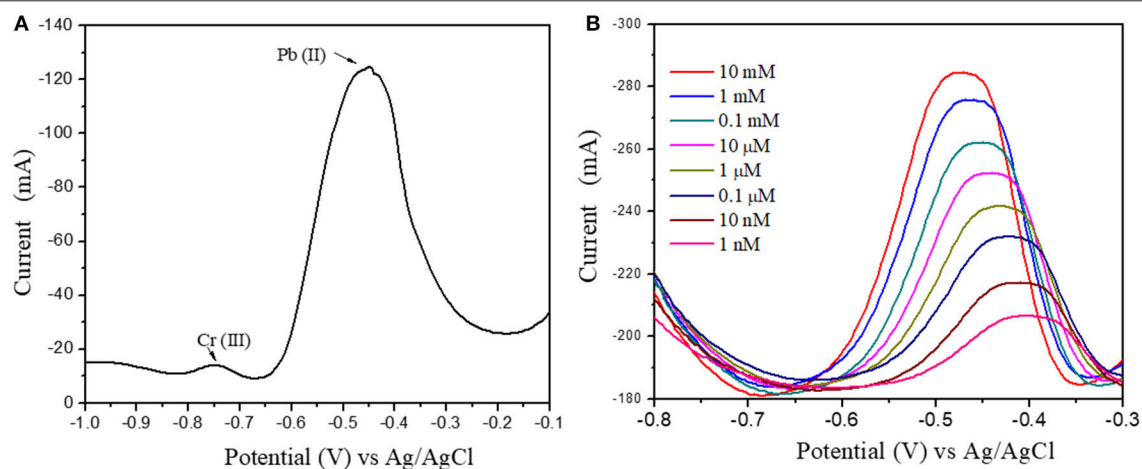 A
-140
-120
-100
-80
-60
-40
-20
0
Current (mA)
Pb (II)
Cr (III)
-1.0 -0.9 -0.8 -0.7 -0.6 -0.5 -0.4 -0.3 -0.2 -0.1
Potential (V) vs Ag/AgCl
B
-300
-280
-260
-240
-220
-200
-180
Current (mA)
10 mM
1 mM
0.1 mM
10 μM
1 μM
0.1 μM
10 nM
1 nM
-0.8 -0.7 -0.6 -0.5 -0.4 -0.3
Potential (V) vs Ag/AgCl